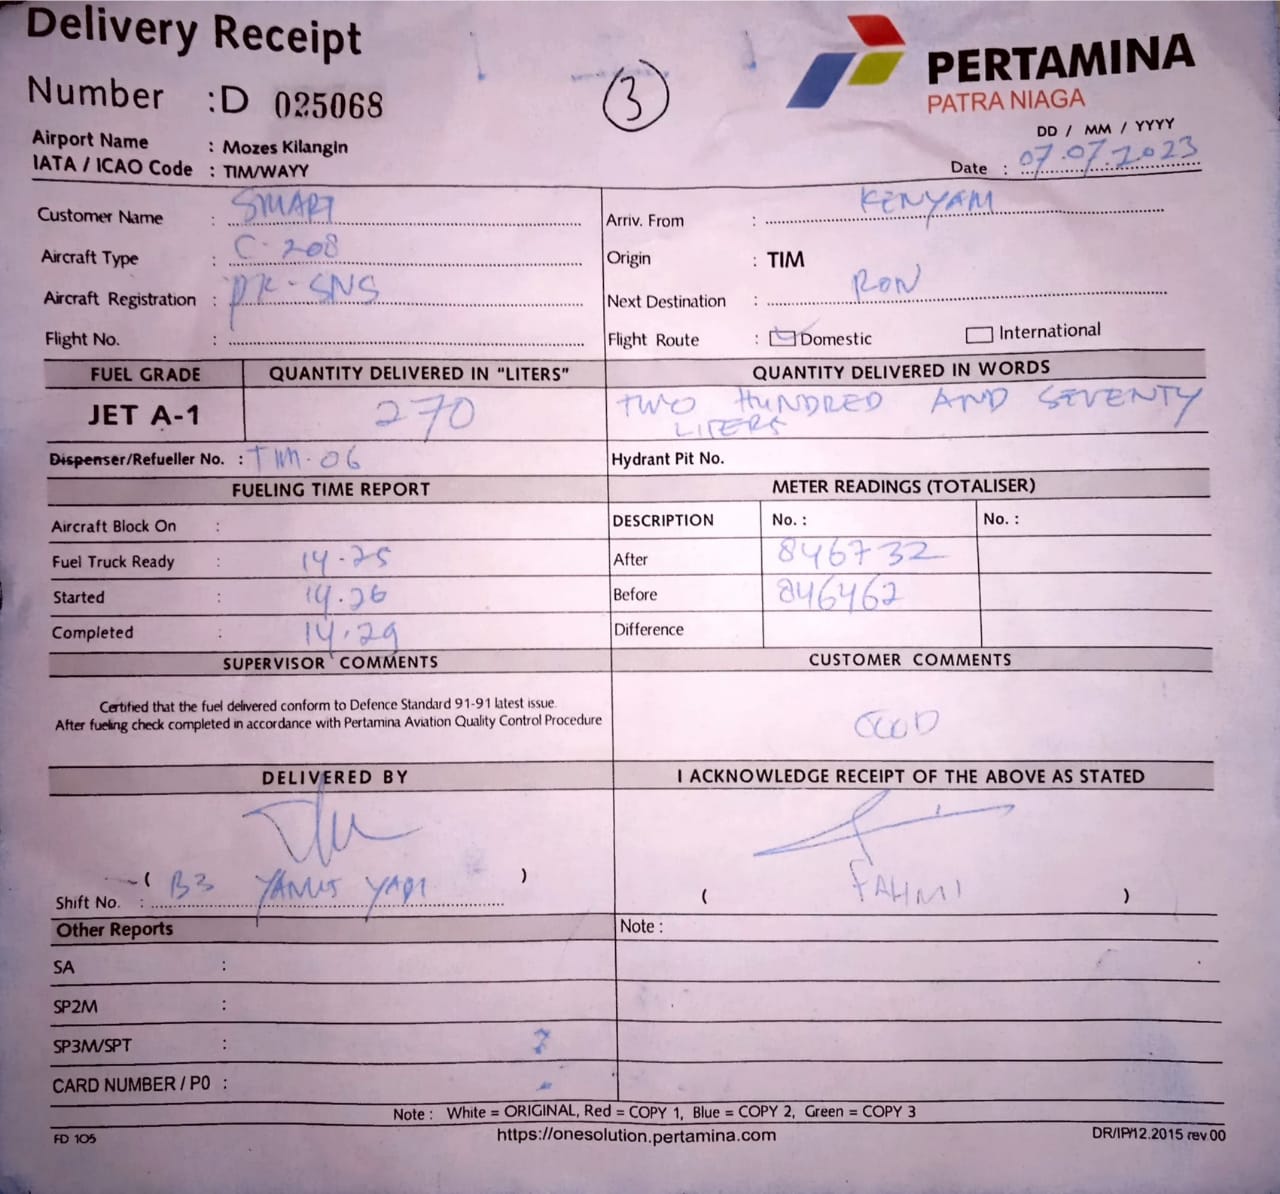 Delivery Receipt
Number : D 025068
3
PERTAMINA
PATRA NIAGA
Airport Name : Mozes Kilangin
IATA / ICAO Code : TIM/WAYY
DD / MM / YYYY
Date : 07.07.2023
Customer Name : SMART
Arriv. From : KENYAM
Aircraft Type : C-208
Origin : TIM
Aircraft Registration : PK-SNS
Next Destination : RON
Flight No. :
Flight Route : Domestic International
FUEL GRADE QUANTITY DELIVERED IN "LITERS" QUANTITY DELIVERED IN WORDS
JET A-1 270 TWO HUNDRED AND SEVENTY
LITERS
Dispenser/Refueller No. : TIM-06 Hydrant Pit No.
FUELING TIME REPORT METER READINGS (TOTALISER)
Aircraft Block On : DESCRIPTION No. : No. :
Fuel Truck Ready : 14-25 After 846732
Started : 14.26 Before 846462
Completed : 14.29 Difference
SUPERVISOR COMMENTS CUSTOMER COMMENTS
Certified that the fuel delivered conform to Defence Standard 91-91 latest issue.
After fueling check completed in accordance with Pertamina Aviation Quality Control Procedure
GOOD
DELIVERED BY I ACKNOWLEDGE RECEIPT OF THE ABOVE AS STATED
( B3 )
Shift No. :
( FAHMI )
Other Reports Note :
SA :
SP2M :
SP3M/SPT :
CARD NUMBER / PO :
Note : White = ORIGINAL, Red = COPY 1, Blue = COPY 2, Green = COPY 3
FD 105 https://onesolution.pertamina.com DR/IP/12.2015 rev 00